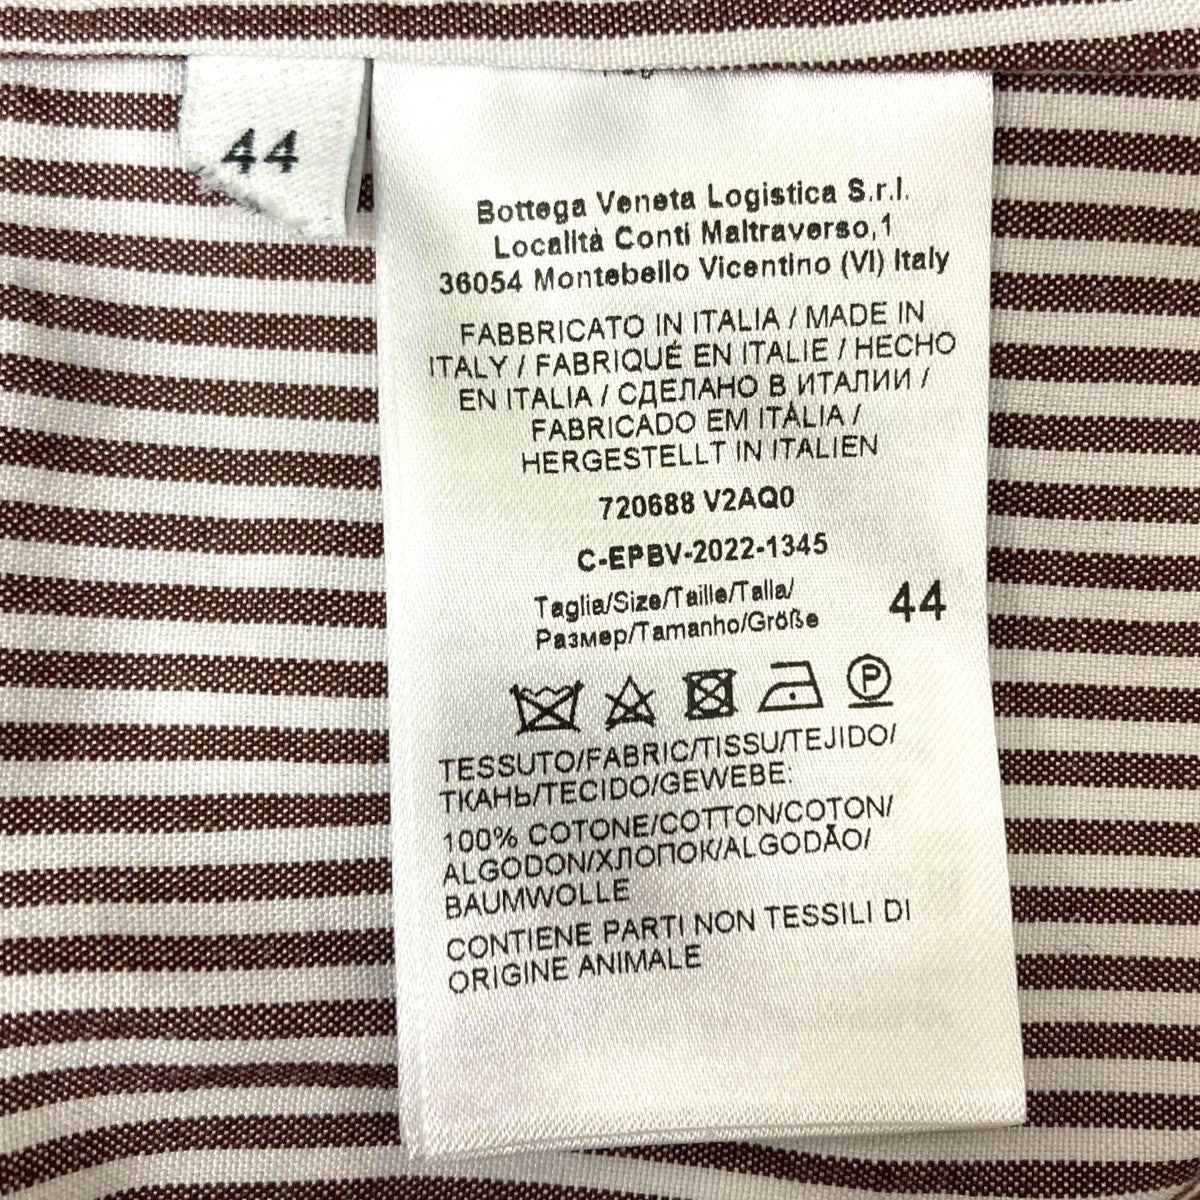 44
Bottega Veneta Logistica S.r.l.
Località Conti Maltraverso,1
36054 Montebello Vicentino (VI) Italy
FABBRICATO IN ITALIA / MADE IN
ITALY / FABRIQUÉ EN ITALIE / HECHO
EN ITALIA / СДЕЛАНО В ИТАЛИИ /
FABRICADO EM ITÁLIA /
HERGESTELLT IN ITALIEN
720688 V2AQ0
C-EPBV-2022-1345
Taglia/Size/Taille/Talla/
Размер/Tamanho/Größe 44
P
TESSUTO/FABRIC/TISSU/TEJIDO/
ТКАНЬ/TECIDO/GEWEBE:
100% COTONE/COTTON/COTON/
ALGODON/ХЛОПОК/ALGODÃO/
BAUMWOLLE
CONTIENE PARTI NON TESSILI DI
ORIGINE ANIMALE